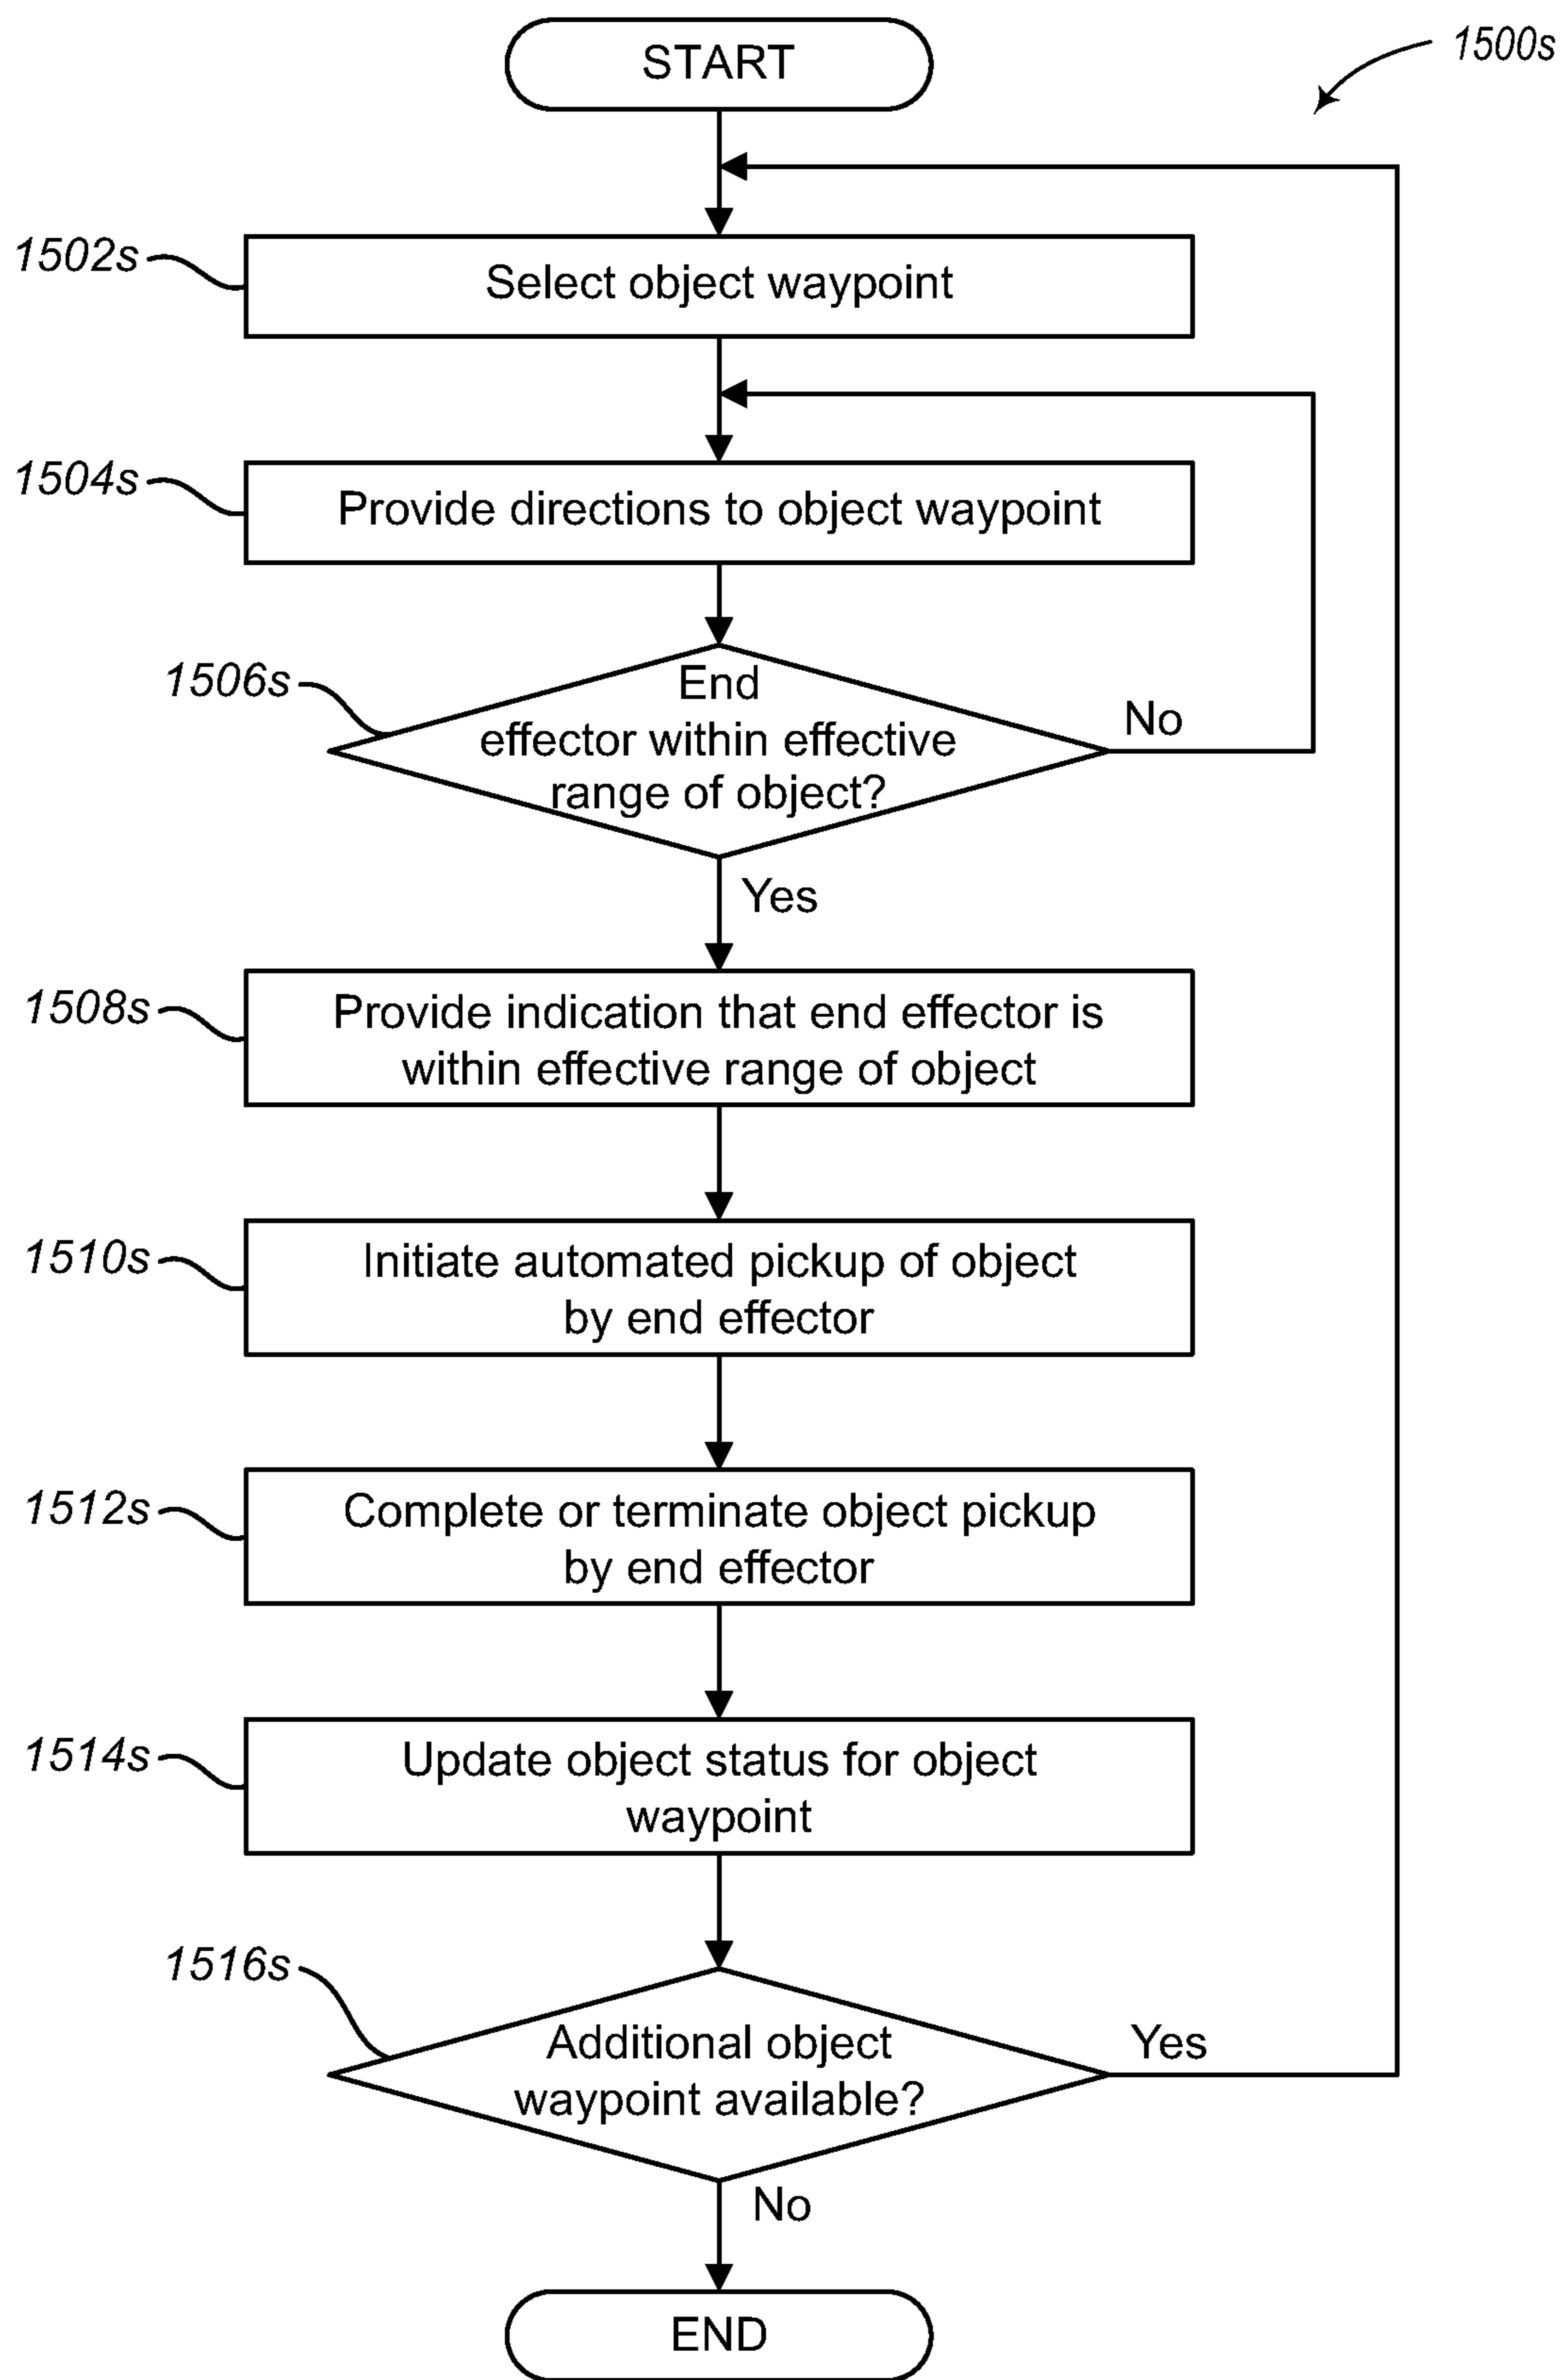 START
1500s
1502s
Select object waypoint
1504s
Provide directions to object waypoint
1506s
End
effector within effective
range of object?
No
Yes
1508s
Provide indication that end effector is
within effective range of object
1510s
Initiate automated pickup of object
by end effector
1512s
Complete or terminate object pickup
by end effector
1514s
Update object status for object
waypoint
1516s
Additional object
waypoint available?
Yes
No
END